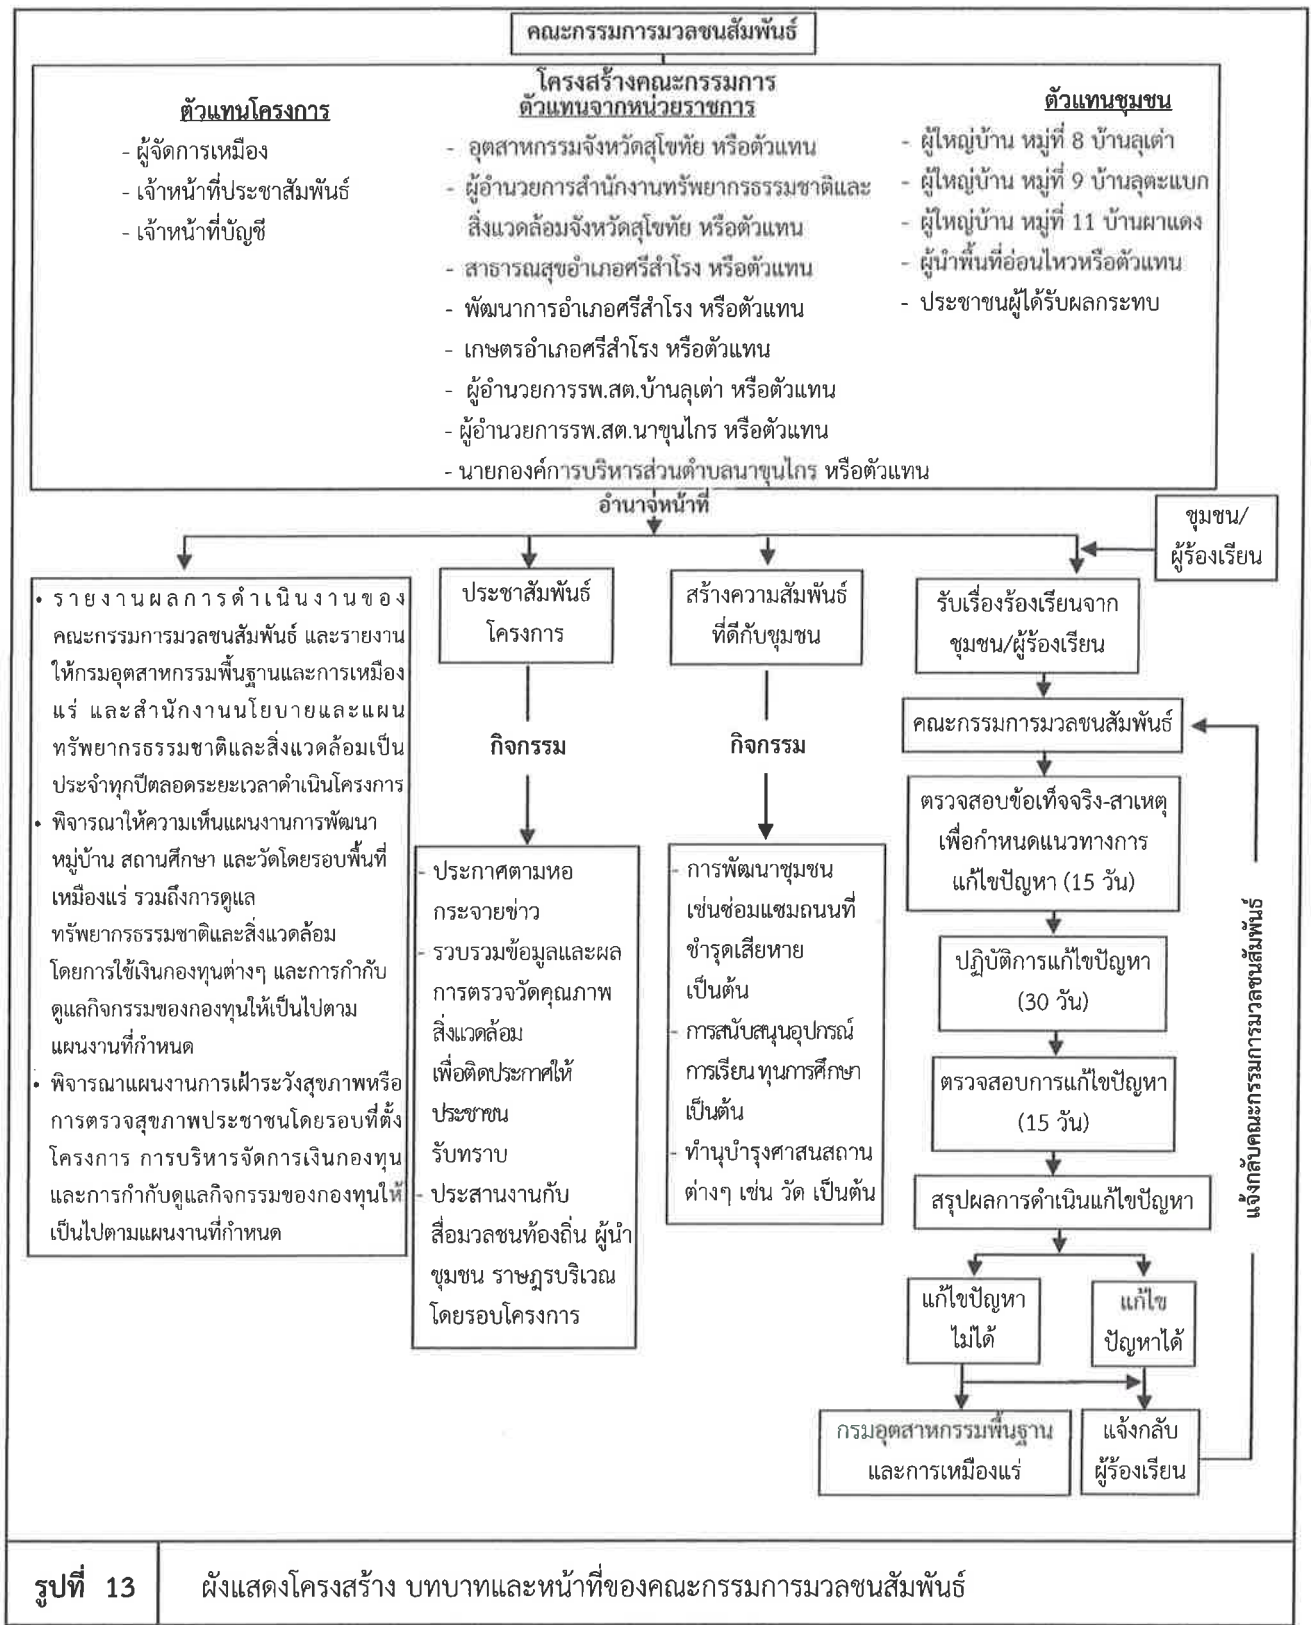 คณะกรรมการมวลชนสัมพันธ์
โครงสร้างคณะกรรมการ
ตัวแทนโครงการ
- ผู้จัดการเหมือง
- เจ้าหน้าที่ประชาสัมพันธ์
- เจ้าหน้าที่บัญชี
ตัวแทนจากหน่วยราชการ
- อุตสาหกรรมจังหวัดสุโขทัย หรือตัวแทน
- ผู้อำนวยการสำนักงานทรัพยากรธรรมชาติและ
สิ่งแวดล้อมจังหวัดสุโขทัย หรือตัวแทน
- สาธารณสุขอำเภอศรีสำโรง หรือตัวแทน
- พัฒนาการอำเภอศรีสำโรง หรือตัวแทน
- เกษตรอำเภอศรีสำโรง หรือตัวแทน
- ผู้อำนวยการรพ.สต.บ้านลุเต่า หรือตัวแทน
- ผู้อำนวยการรพ.สต.นาขุนไกร หรือตัวแทน
- นายกองค์การบริหารส่วนตำบลนาขุนไกร หรือตัวแทน
ตัวแทนชุมชน
- ผู้ใหญ่บ้าน หมู่ที่ 8 บ้านลุเต่า
- ผู้ใหญ่บ้าน หมู่ที่ 9 บ้านลุตะแบก
- ผู้ใหญ่บ้าน หมู่ที่ 11 บ้านผาแดง
- ผู้นำพื้นที่อ่อนไหวหรือตัวแทน
- ประชาชนผู้ได้รับผลกระทบ
อำนาจหน้าที่
ชุมชน/
ผู้ร้องเรียน
• รายงานผลการดำเนินงานของ
คณะกรรมการมวลชนสัมพันธ์ และรายงาน
ให้กรมอุตสาหกรรมพื้นฐานและการเหมือง
แร่ และสำนักงานนโยบายและแผน
ทรัพยากรธรรมชาติและสิ่งแวดล้อมเป็น
ประจำทุกปีตลอดระยะเวลาดำเนินโครงการ
• พิจารณาให้ความเห็นแผนงานการพัฒนา
หมู่บ้าน สถานศึกษา และวัดโดยรอบพื้นที่
เหมืองแร่ รวมถึงการดูแล
ทรัพยากรธรรมชาติและสิ่งแวดล้อม
โดยการใช้เงินกองทุนต่างๆ และการกำกับ
ดูแลกิจกรรมของกองทุนให้เป็นไปตาม
แผนงานที่กำหนด
• พิจารณาแผนงานการเฝ้าระวังสุขภาพหรือ
การตรวจสุขภาพประชาชนโดยรอบที่ตั้ง
โครงการ การบริหารจัดการเงินกองทุน
และการกำกับดูแลกิจกรรมของกองทุนให้
เป็นไปตามแผนงานที่กำหนด
ประชาสัมพันธ์
โครงการ
กิจกรรม
- ประกาศตามหอ
กระจายข่าว
- รวบรวมข้อมูลและผล
การตรวจวัดคุณภาพ
สิ่งแวดล้อม
เพื่อติดประกาศให้
ประชาชน
รับทราบ
- ประสานงานกับ
สื่อมวลชนท้องถิ่น ผู้นำ
ชุมชน ราษฎรบริเวณ
โดยรอบโครงการ
สร้างความสัมพันธ์
ที่ดีกับชุมชน
กิจกรรม
- การพัฒนาชุมชน
เช่นซ่อมแซมถนนที่
ชำรุดเสียหาย
เป็นต้น
- การสนับสนุนอุปกรณ์
การเรียน ทุนการศึกษา
เป็นต้น
- ทำนุบำรุงศาสนสถาน
ต่างๆ เช่น วัด เป็นต้น
รับเรื่องร้องเรียนจาก
ชุมชน/ผู้ร้องเรียน
คณะกรรมการมวลชนสัมพันธ์
ตรวจสอบข้อเท็จจริง-สาเหตุ
เพื่อกำหนดแนวทางการ
แก้ไขปัญหา (15 วัน)
ปฏิบัติการแก้ไขปัญหา
(30 วัน)
ตรวจสอบการแก้ไขปัญหา
(15 วัน)
สรุปผลการดำเนินแก้ไขปัญหา
แก้ไขปัญหา
ไม่ได้
แก้ไข
ปัญหาได้
กรมอุตสาหกรรมพื้นฐาน
และการเหมืองแร่
แจ้งกลับ
ผู้ร้องเรียน
แจ้งกลับคณะกรรมการมวลชนสัมพันธ์
รูปที่ 13
ผังแสดงโครงสร้าง บทบาทและหน้าที่ของคณะกรรมการมวลชนสัมพันธ์